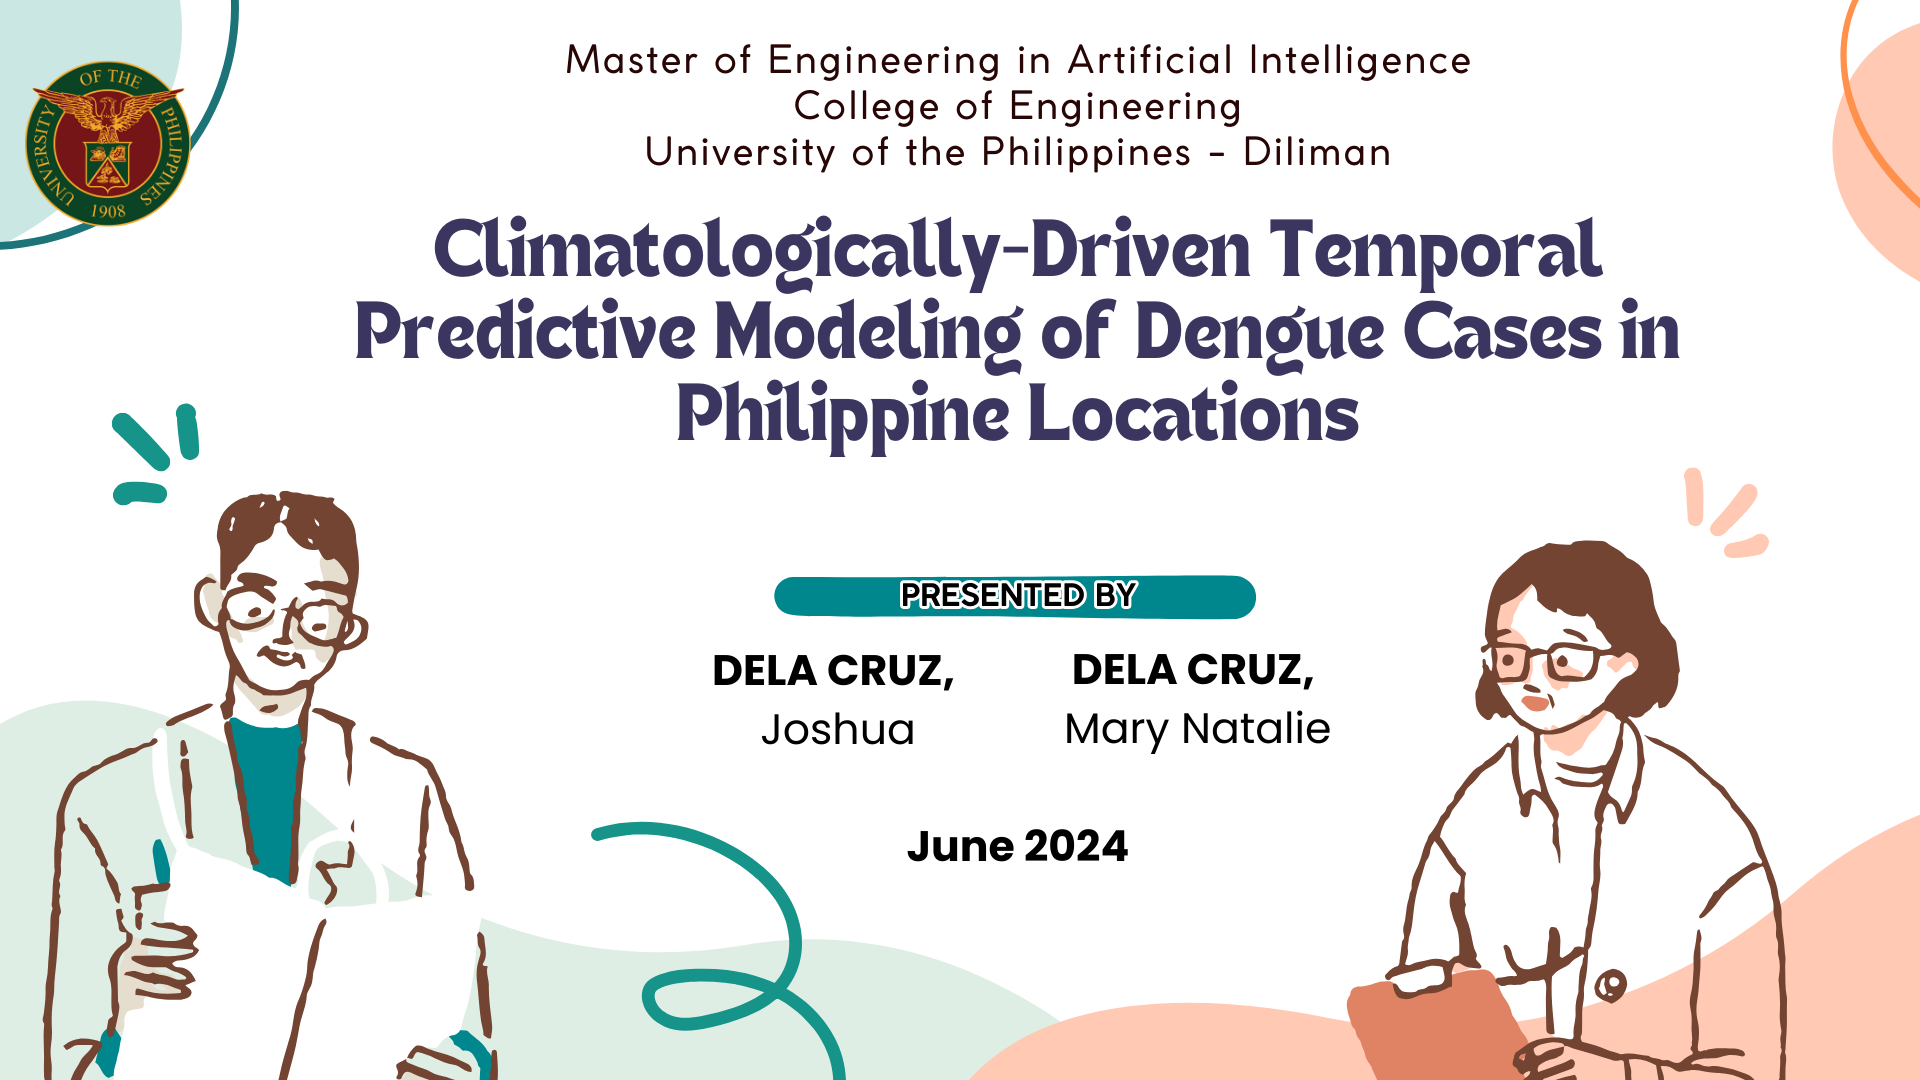 Master of Engineering in Artificial Intelligence
College of Engineering
University of the Philippines - Diliman
UNIVERSITY OF THE PHILIPPINES
1908
Climatologically-Driven Temporal
Predictive Modeling of Dengue Cases in
Philippine Locations
PRESENTED BY
DELA CRUZ,
Joshua
DELA CRUZ,
Mary Natalie
June 2024